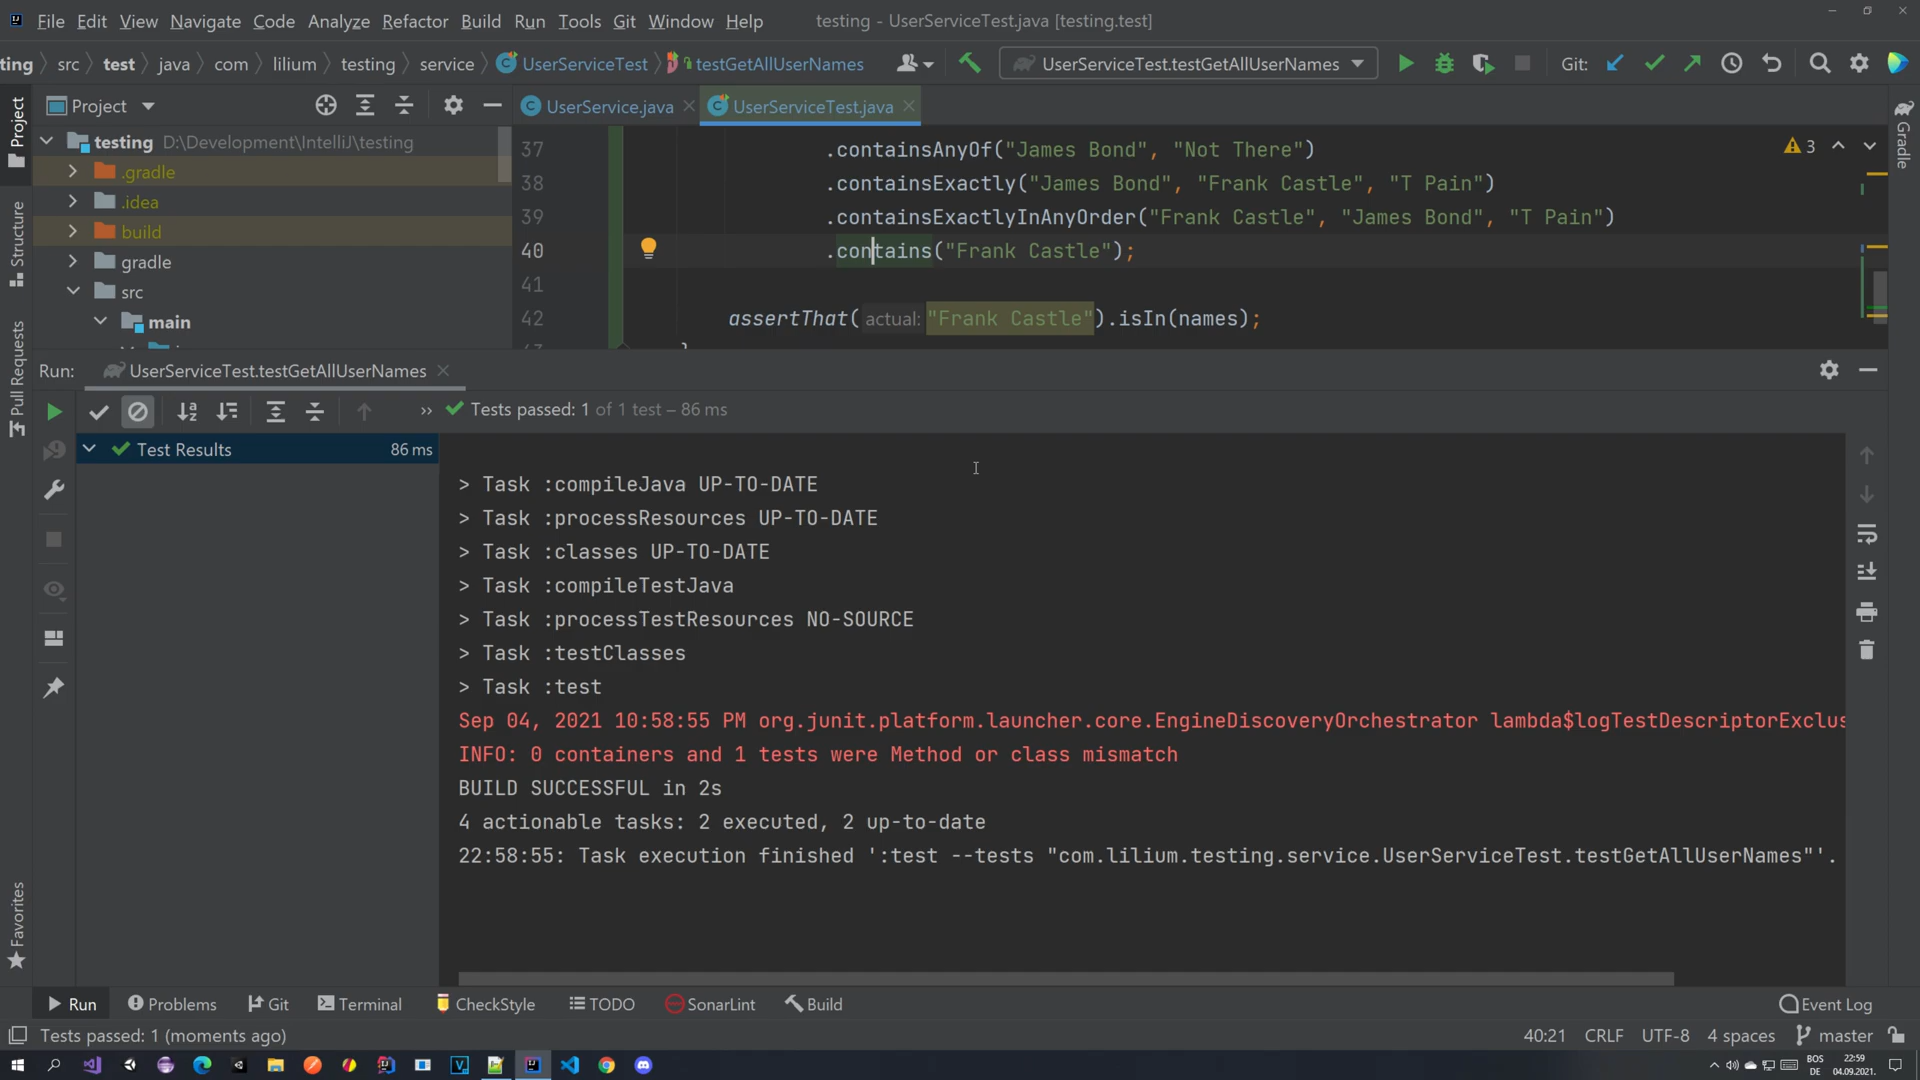 File Edit View Navigate Code Analyze Refactor Build Run Tools Git Window Help testing - UserServiceTest.java [testing.test]
ting src test java com lilium testing service UserServiceTest testGetAllUserNames UserServiceTest.testGetAllUserNames Git:
Project UserService.java UserServiceTest.java
Project
Structure
Pull Requests
Favorites
Gradle
testing D:\Development\IntelliJ\testing
.gradle
.idea
build
gradle
src
main
37 .containsAnyOf("James Bond", "Not There") 3
38 .containsExactly("James Bond", "Frank Castle", "T Pain")
39 .containsExactlyInAnyOrder("Frank Castle", "James Bond", "T Pain")
40 .contains("Frank Castle");
41
42 assertThat( actual: "Frank Castle").isIn(names);
Run: UserServiceTest.testGetAllUserNames
» Tests passed: 1 of 1 test – 86 ms
Test Results 86 ms
> Task :compileJava UP-TO-DATE
> Task :processResources UP-TO-DATE
> Task :classes UP-TO-DATE
> Task :compileTestJava
> Task :processTestResources NO-SOURCE
> Task :testClasses
> Task :test
Sep 04, 2021 10:58:55 PM org.junit.platform.launcher.core.EngineDiscoveryOrchestrator lambda$logTestDescriptorExclus
INFO: 0 containers and 1 tests were Method or class mismatch
BUILD SUCCESSFUL in 2s
4 actionable tasks: 2 executed, 2 up-to-date
22:58:55: Task execution finished ':test --tests "com.lilium.testing.service.UserServiceTest.testGetAllUserNames"'.
Run Problems Git Terminal CheckStyle TODO SonarLint Build Event Log
Tests passed: 1 (moments ago) 40:21 CRLF UTF-8 4 spaces master
BOS 22:59
DE 04.09.2021.